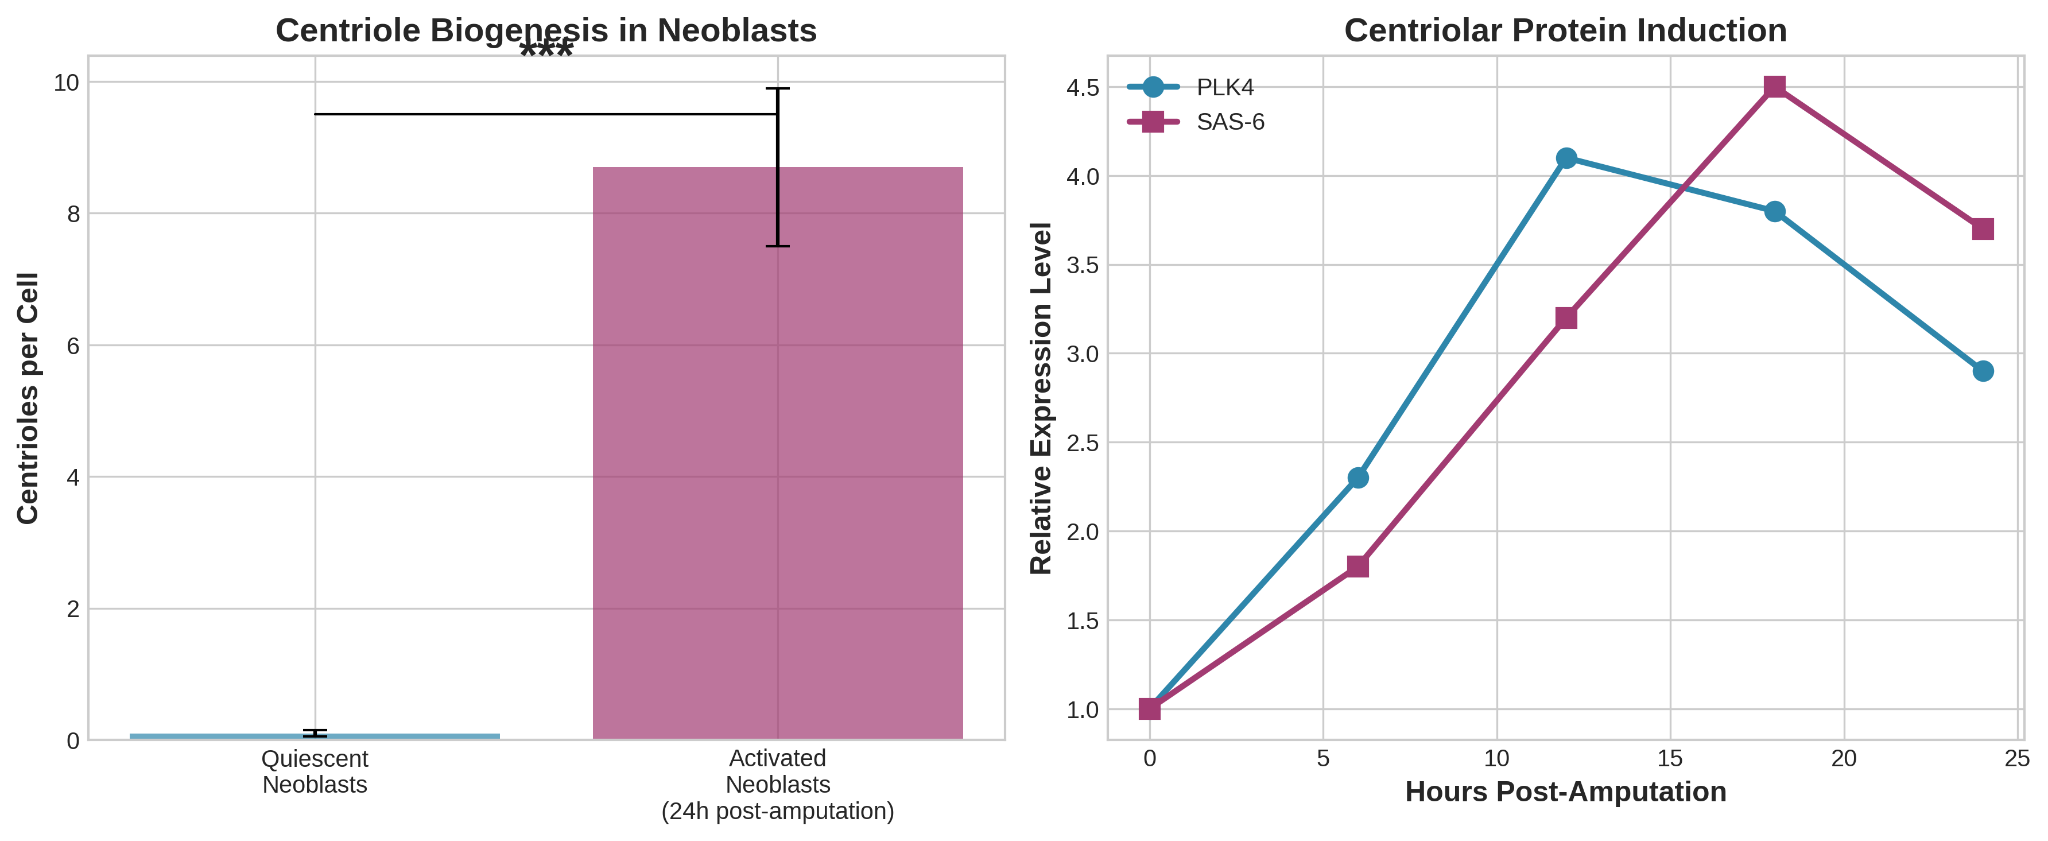 Centriole Biogenesis in Neoblasts
***
Centrioles per Cell
10
8
6
4
2
0
Quiescent
Neoblasts
Activated
Neoblasts
(24h post-amputation)
Centriolar Protein Induction
PLK4
SAS-6
Relative Expression Level
4.5
4.0
3.5
3.0
2.5
2.0
1.5
1.0
0 5 10 15 20 25
Hours Post-Amputation